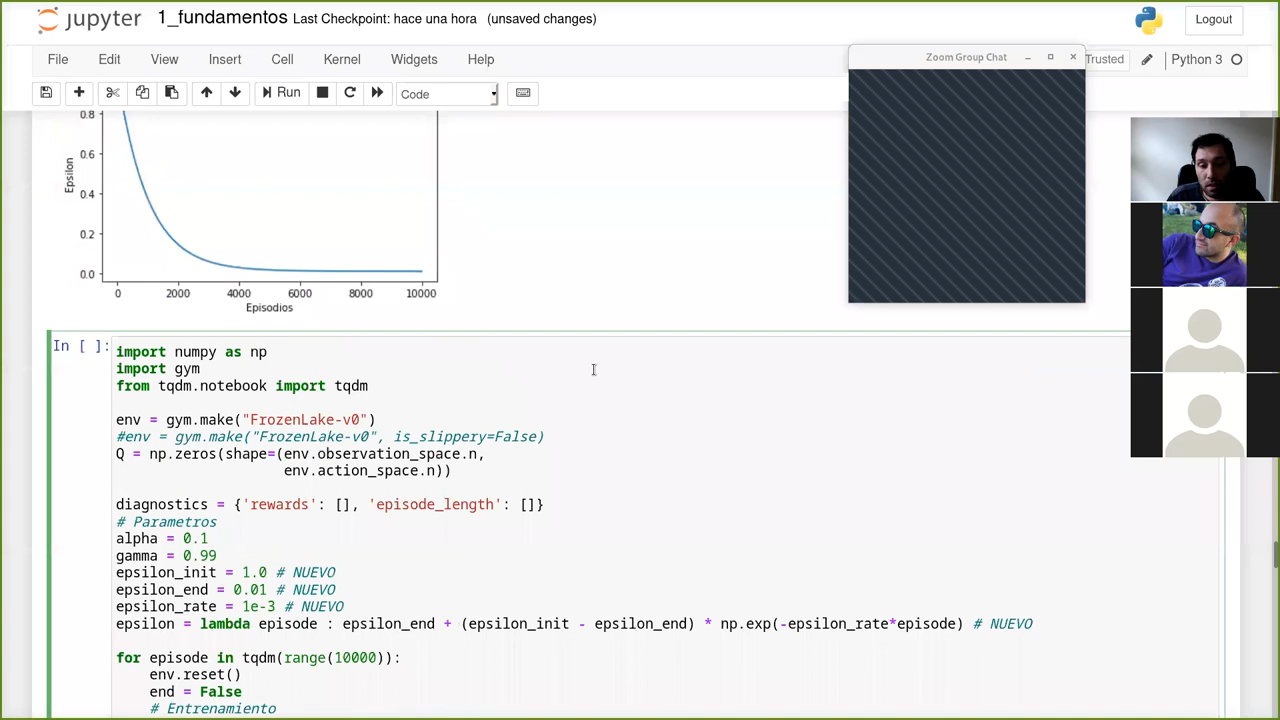 jupyter 1_fundamentos Last Checkpoint: hace una hora (unsaved changes)
Logout
File Edit View Insert Cell Kernel Widgets Help
Trusted
Python 3
Run
Code
Zoom Group Chat
0.8
0.6
0.4
0.2
0.0
Epsilon
0 2000 4000 6000 8000 10000
Episodios
In [ ]:
import numpy as np
import gym
from tqdm.notebook import tqdm
env = gym.make("FrozenLake-v0")
#env = gym.make("FrozenLake-v0", is_slippery=False)
Q = np.zeros(shape=(env.observation_space.n,
env.action_space.n))
diagnostics = {'rewards': [], 'episode_length': []}
# Parametros
alpha = 0.1
gamma = 0.99
epsilon_init = 1.0 # NUEVO
epsilon_end = 0.01 # NUEVO
epsilon_rate = 1e-3 # NUEVO
epsilon = lambda episode : epsilon_end + (epsilon_init - epsilon_end) * np.exp(-epsilon_rate*episode) # NUEVO
for episode in tqdm(range(10000)):
env.reset()
end = False
# Entrenamiento